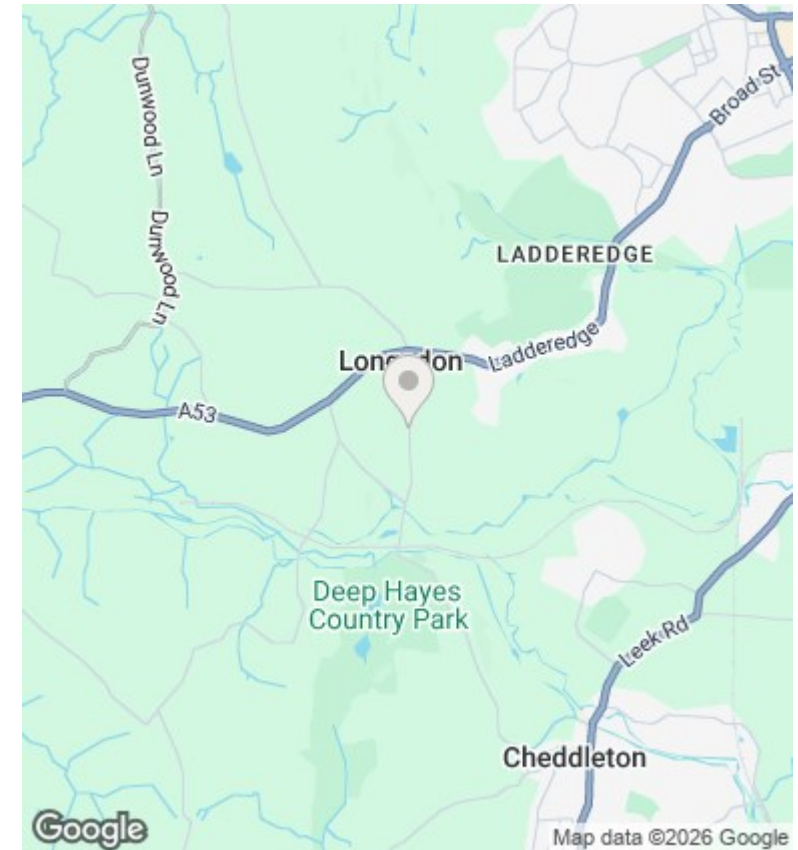 Dunwood Ln
Dunwood Ln
Broad St
LADDEREDGE
Ladderedge
A53
Deep Hayes
Country Park
Leek Rd
Cheddleton
Google
Map data ©2026 Google